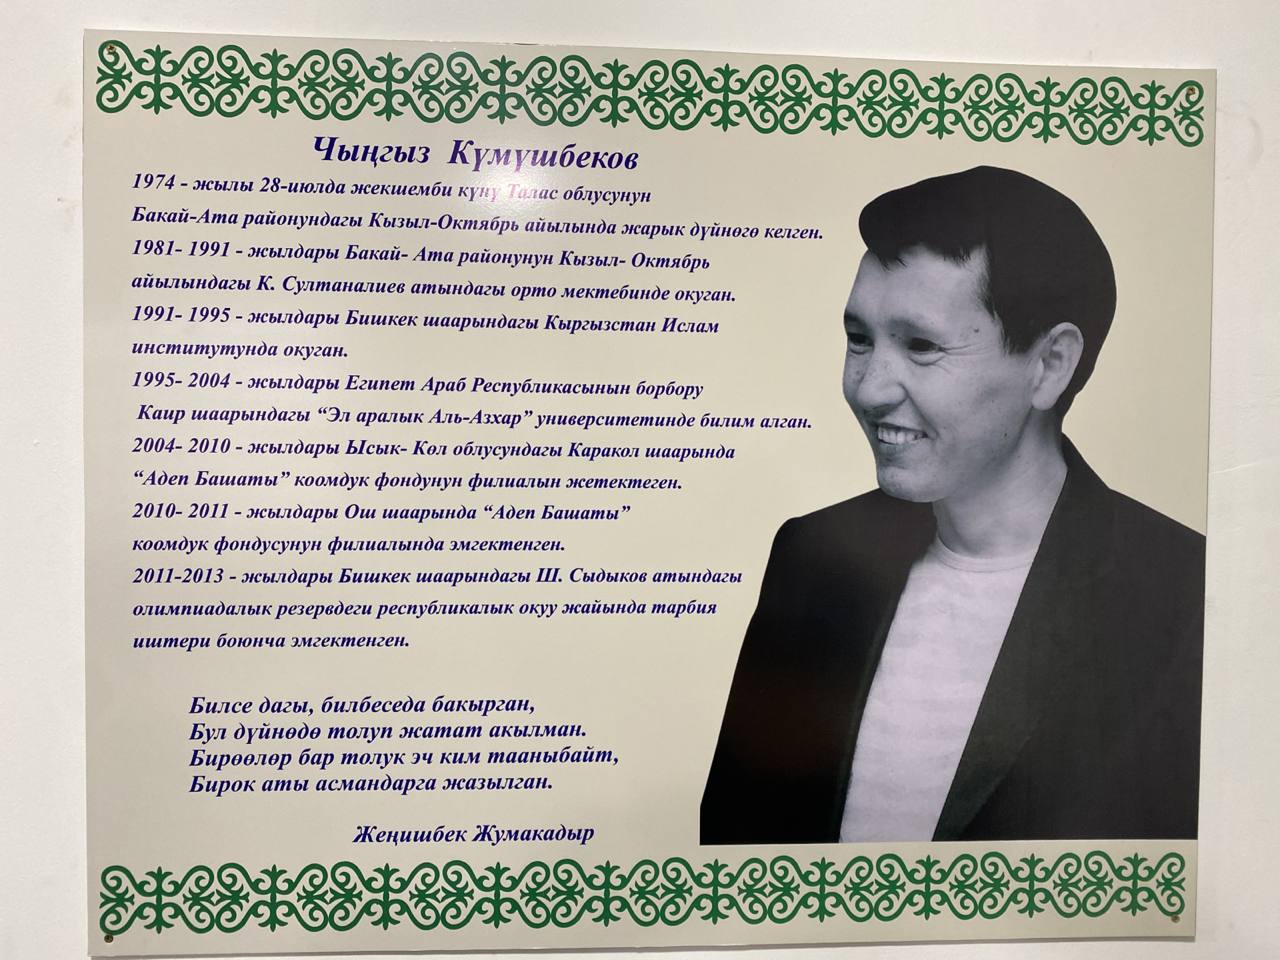 Чыңгыз Күмүшбеков
1974 - жылы 28-июлда жекшемби күнү Талас облусунун
Бакай-Ата районундагы Кызыл-Октябрь айылында жарык дүйнөгө келген.
1981- 1991 - жылдары Бакай- Ата районунун Кызыл- Октябрь
айылындагы К. Султаналиев атындагы орто мектебинде окуган.
1991- 1995 - жылдары Бишкек шаарындагы Кыргызстан Ислам
институтунда окуган.
1995- 2004 - жылдары Египет Араб Республикасынын борбору
Каир шаарындагы “Эл аралык Аль-Азхар” университетинде билим алган.
2004- 2010 - жылдары Ысык- Көл облусундагы Каракол шаарында
“Адеп Башаты” коомдук фондунун филиалын жетектеген.
2010- 2011 - жылдары Ош шаарында “Адеп Башаты”
коомдук фондусунун филиалында эмгектенген.
2011-2013 - жылдары Бишкек шаарындагы Ш. Сыдыков атындагы
олимпиадалык резервдеги республикалык окуу жайында тарбия
иштери боюнча эмгектенген.
Билсе дагы, билбеседа бакырган,
Бул дүйнөдө толуп жатат акылман.
Бирөөлөр бар толук эч ким тааныбайт,
Бирок аты асмандарга жазылган.
Жеңишбек Жумакадыр